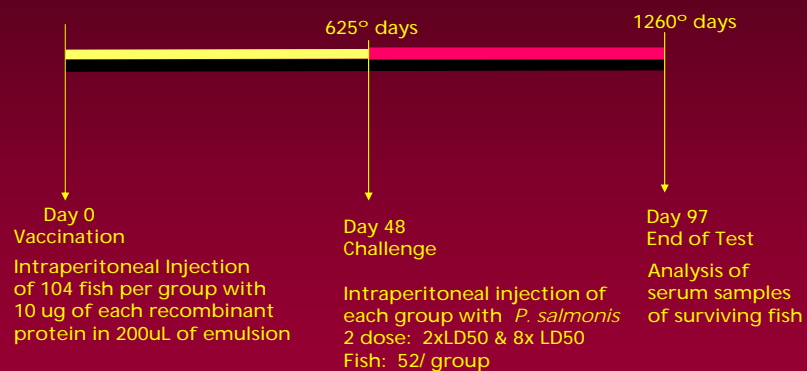 625º days
1260º days
Day 0
Vaccination
Intraperitoneal Injection
of 104 fish per group with
10 ug of each recombinant
protein in 200uL of emulsion
Day 48
Challenge
Intraperitoneal injection of
each group with P. salmonis
2 dose: 2xLD50 & 8x LD50
Fish: 52/ group
Day 97
End of Test
Analysis of
serum samples
of surviving fish